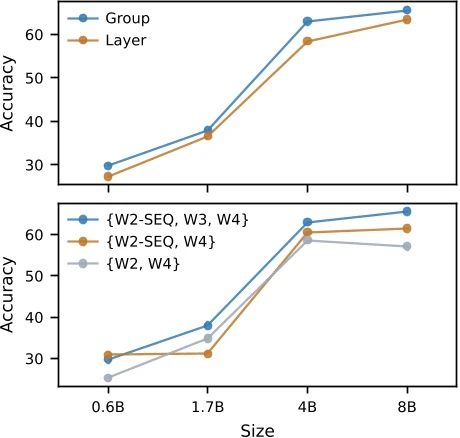 Group
Layer
Accuracy
60
50
40
30
{W2-SEQ, W3, W4}
{W2-SEQ, W4}
{W2, W4}
Accuracy
60
50
40
30
0.6B 1.7B 4B 8B
Size